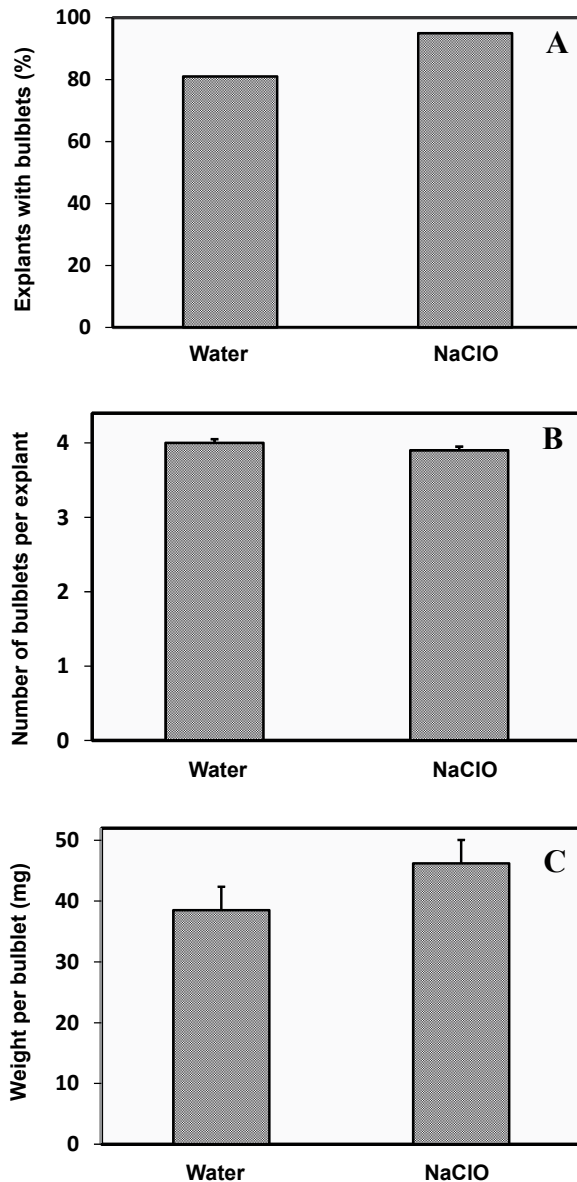 A
Explants with bulblets (%)
100
80
60
40
20
0
Water NaClO
B
Number of bulblets per explant
4
3
2
1
0
Water NaClO
C
Weight per bulblet (mg)
50
40
30
20
10
0
Water NaClO